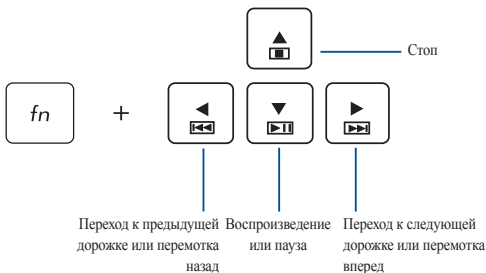 Стоп
fn
+
Переход к предыдущей
дорожке или перемотка
назад
Воспроизведение
или пауза
Переход к следующей
дорожке или перемотка
вперед